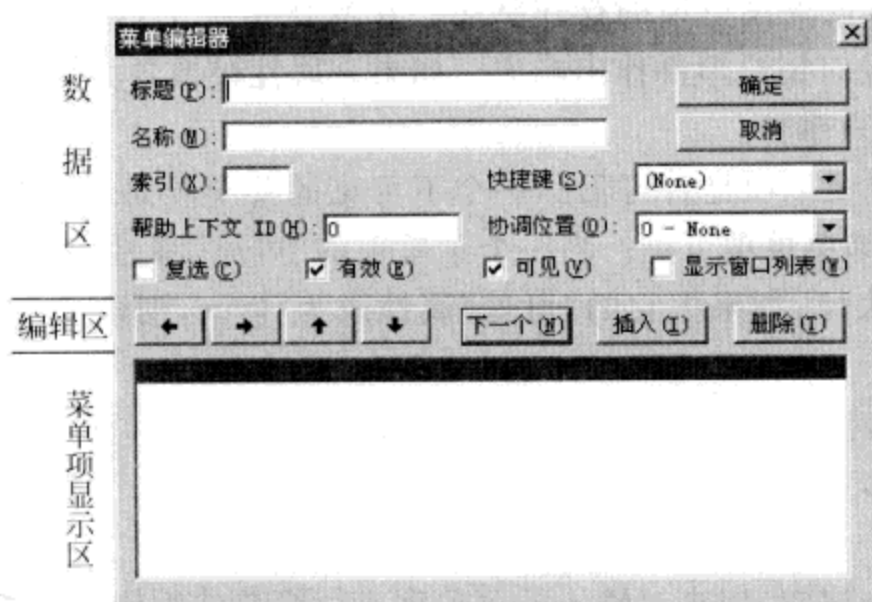 菜单编辑器
数据区
标题(P):
确定
名称(M):
取消
索引(X):
快捷键(S):
(None)
帮助上下文 ID(H):
0
协调位置(O):
0 - None
复选(C)
有效(E)
可见(V)
显示窗口列表(W)
编辑区
下一个(N)
插入(I)
删除(T)
菜单项显示区